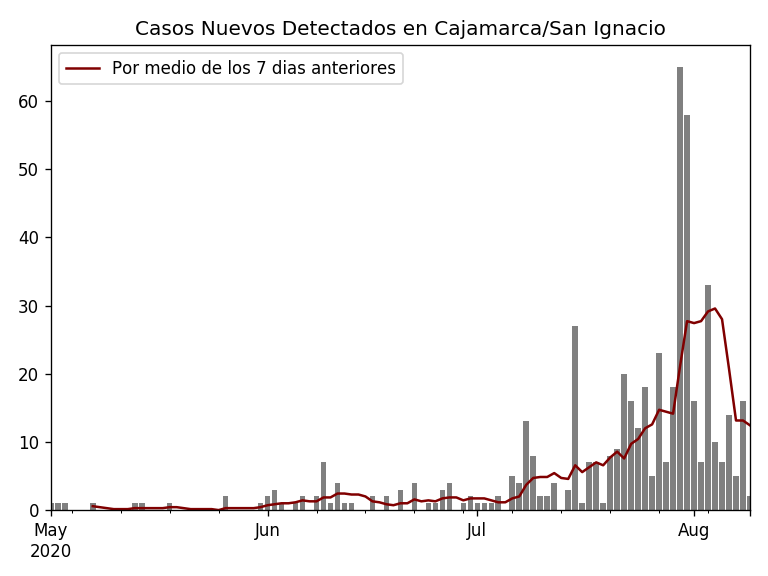 Casos Nuevos Detectados en Cajamarca/San Ignacio
Por medio de los 7 dias anteriores
60
50
40
30
20
10
0
May
2020
Jun
Jul
Aug